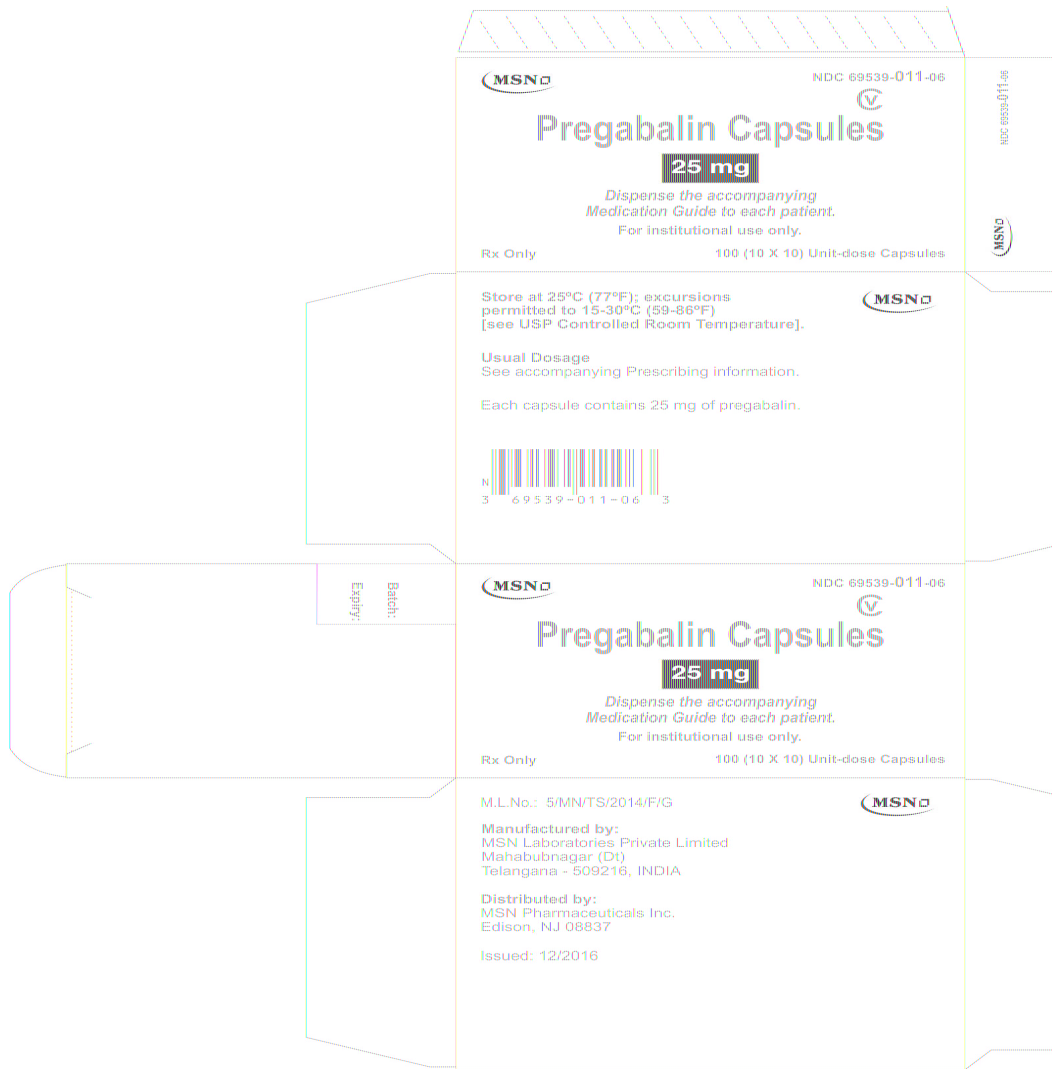 MSN
NDC 69539-011-06
CV
Pregabalin Capsules
25 mg
Dispense the accompanying
Medication Guide to each patient.
For institutional use only.
Rx Only
100 (10 X 10) Unit-dose Capsules
NDC 69539-011-06
MSN
Store at 25°C (77°F); excursions
permitted to 15-30°C (59-86°F)
[see USP Controlled Room Temperature].
MSN
Usual Dosage
See accompanying Prescribing information.
Each capsule contains 25 mg of pregabalin.
N
3 69539-011-06 3
Batch:
Expiry:
MSN
NDC 69539-011-06
CV
Pregabalin Capsules
25 mg
Dispense the accompanying
Medication Guide to each patient.
For institutional use only.
Rx Only
100 (10 X 10) Unit-dose Capsules
M.L.No.: 5/MN/TS/2014/F/G
MSN
Manufactured by:
MSN Laboratories Private Limited
Mahabubnagar (Dt)
Telangana - 509216, INDIA
Distributed by:
MSN Pharmaceuticals Inc.
Edison, NJ 08837
Issued: 12/2016